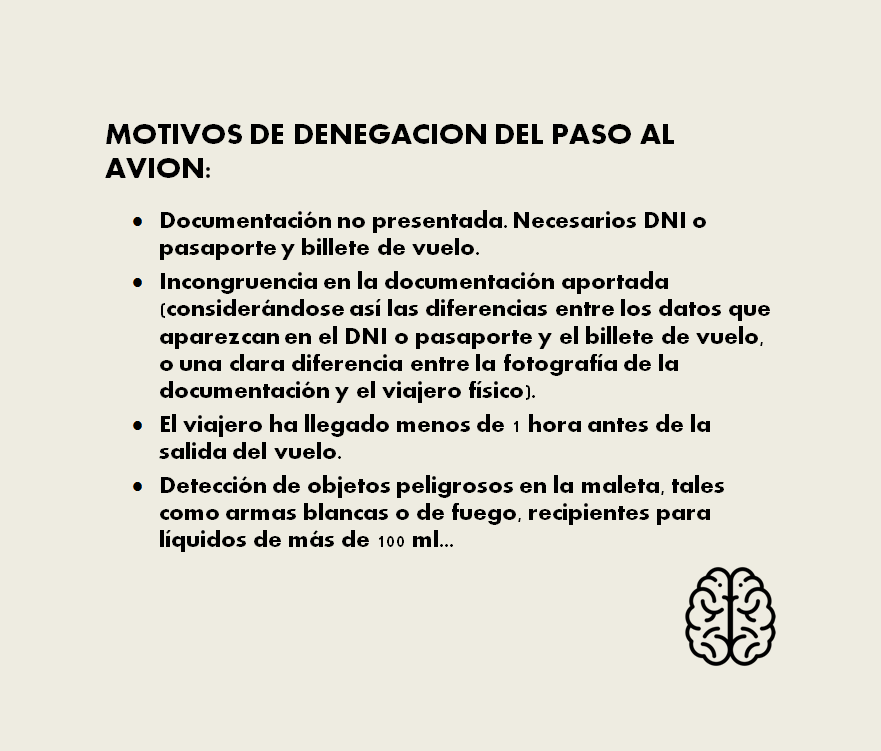 MOTIVOS DE DENEGACION DEL PASO AL
AVION:
• Documentación no presentada. Necesarios DNI o
pasaporte y billete de vuelo.
• Incongruencia en la documentación aportada
(considerándose así las diferencias entre los datos que
aparezcan en el DNI o pasaporte y el billete de vuelo,
o una clara diferencia entre la fotografía de la
documentación y el viajero físico).
• El viajero ha llegado menos de 1 hora antes de la
salida del vuelo.
• Detección de objetos peligrosos en la maleta, tales
como armas blancas o de fuego, recipientes para
líquidos de más de 100 ml...